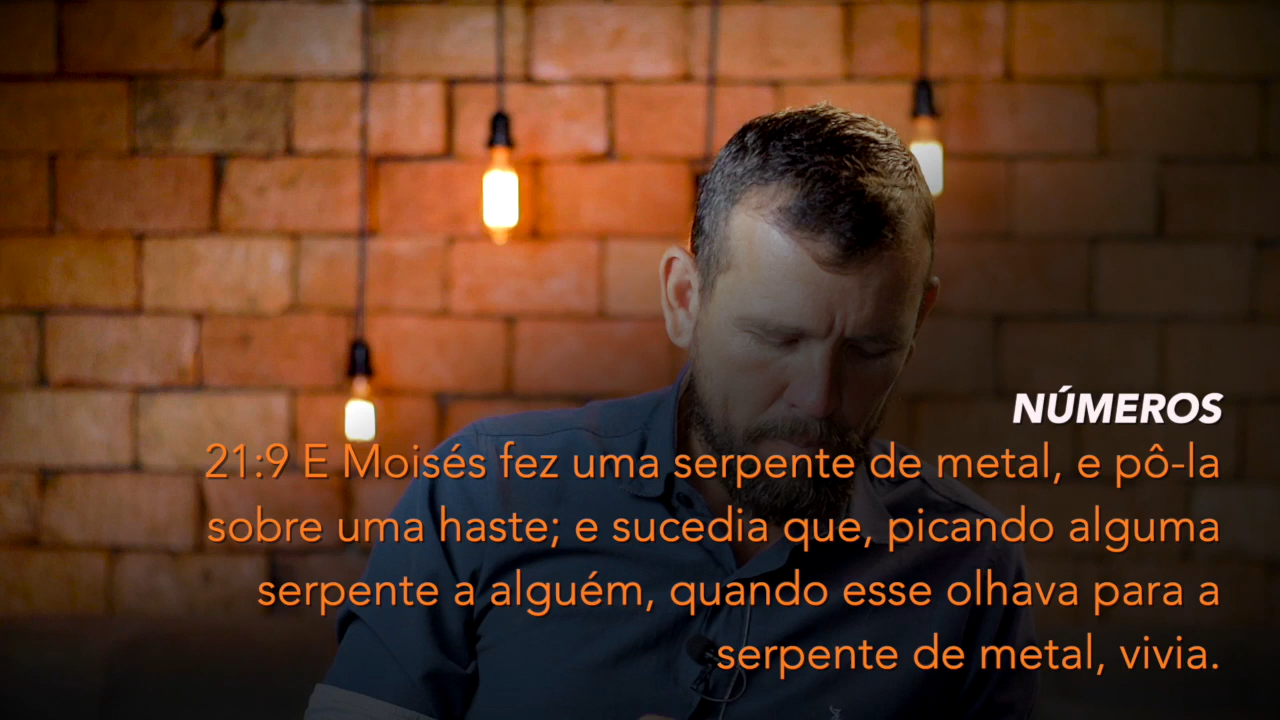 NÚMEROS
21:9 E Moisés fez uma serpente de metal, e pô-la
sobre uma haste; e sucedia que, picando alguma
serpente a alguém, quando esse olhava para a
serpente de metal, vivia.